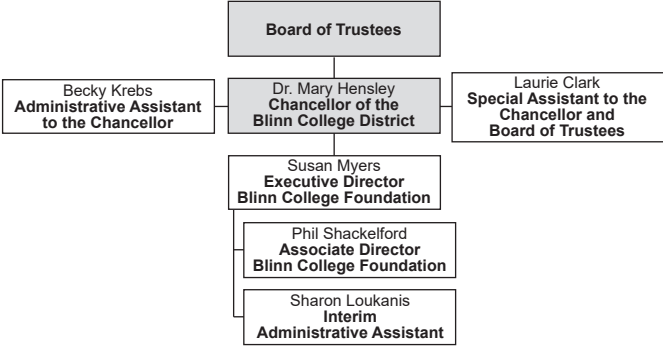 Board of Trustees
Becky Krebs
Administrative Assistant
to the Chancellor
Dr. Mary Hensley
Chancellor of the
Blinn College District
Laurie Clark
Special Assistant to the
Chancellor and
Board of Trustees
Susan Myers
Executive Director
Blinn College Foundation
Phil Shackelford
Associate Director
Blinn College Foundation
Sharon Loukanis
Interim
Administrative Assistant